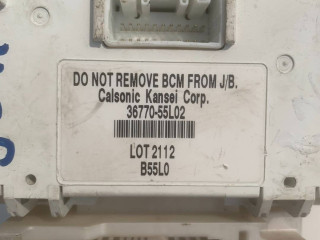 DO NOT REMOVE BCM FROM J/B.
Calsonic Kansei Corp.
36770-55L02
LOT 2112
B55L0